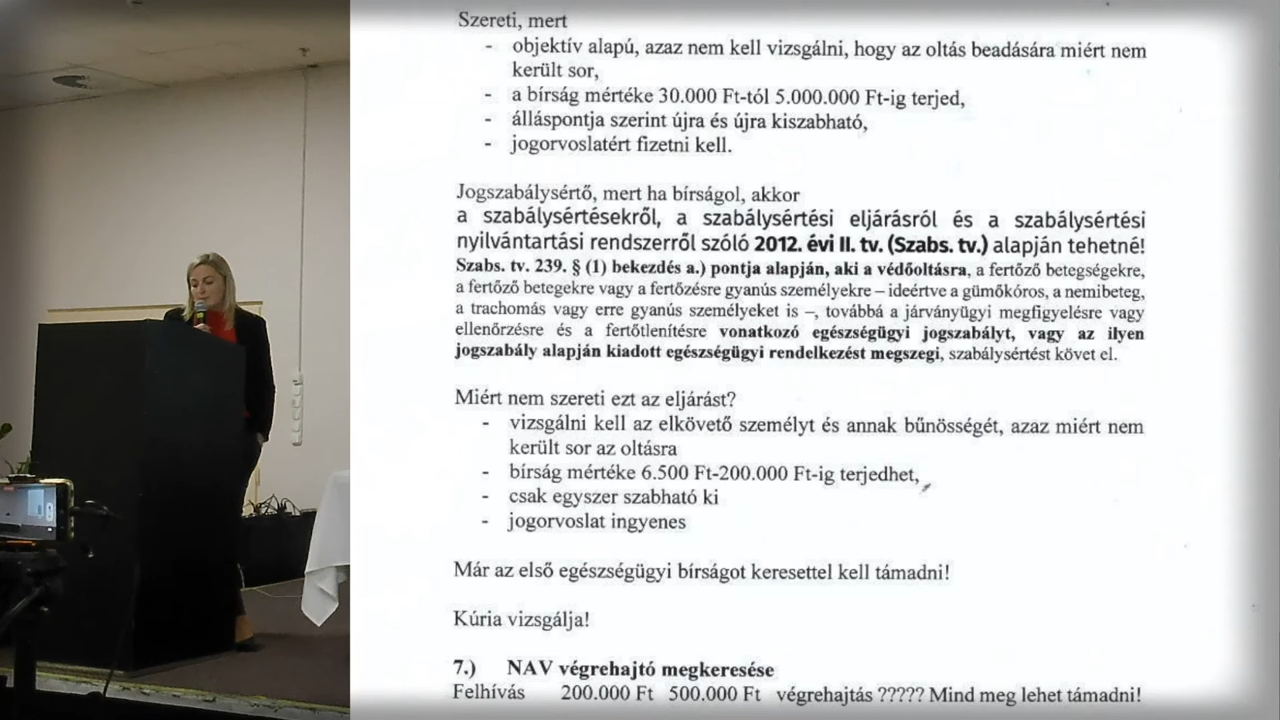 Szereti, mert
- objektív alapú, azaz nem kell vizsgálni, hogy az oltás beadására miért nem
került sor,
- a bírság mértéke 30.000 Ft-tól 5.000.000 Ft-ig terjed,
- álláspontja szerint újra és újra kiszabható,
- jogorvoslatért fizetni kell.
Jogszabálysértő, mert ha bírságol, akkor
a szabálysértésekről, a szabálysértési eljárásról és a szabálysértési
nyilvántartási rendszerről szóló 2012. évi II. tv. (Szabs. tv.) alapján tehetné!
Szabs. tv. 239. § (1) bekezdés a.) pontja alapján, aki a védőoltásra, a fertőző betegségekre,
a fertőző betegekre vagy a fertőzésre gyanús személyekre – ideértve a gümőkóros, a nemibeteg,
a trachomás vagy erre gyanús személyeket is –, továbbá a járványügyi megfigyelésre vagy
ellenőrzésre és a fertőtlenítésre vonatkozó egészségügyi jogszabályt, vagy az ilyen
jogszabály alapján kiadott egészségügyi rendelkezést megszegi, szabálysértést követ el.
Miért nem szereti ezt az eljárást?
- vizsgálni kell az elkövető személyt és annak bűnösségét, azaz miért nem
került sor az oltásra
- bírság mértéke 6.500 Ft-200.000 Ft-ig terjedhet,
- csak egyszer szabható ki
- jogorvoslat ingyenes
Már az első egészségügyi bírságot keresettel kell támadni!
Kúria vizsgálja!
7.) NAV végrehajtó megkeresése
Felhívás 200.000 Ft 500.000 Ft végrehajtás ????? Mind meg lehet támadni!